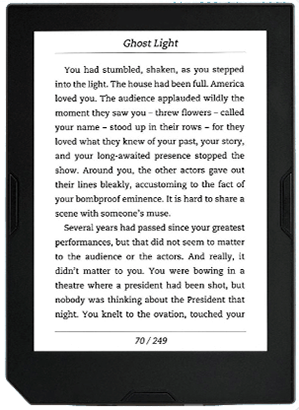 Ghost Light
You had stumbled, shaken, as you stepped
into the light. The house had been full. America
loved you. The audience applauded wildly the
moment they saw you – threw flowers – called
your name – stood up in their rows – for they
loved what they knew of your past, your story,
and your long-awaited presence stopped the
show. Around you, the other actors gave out
their lines bleakly, accustoming to the fact of
your bombproof eminence. It is hard to share a
scene with someone's muse.
Several years had passed since your greatest
performances, but that did not seem to matter
to the audience or the actors. And really, it
didn't matter to you. You were bowing in a
theatre where a president had been shot, but
nobody was thinking about the President that
night. You knelt to the ovation, touched your
70 / 249